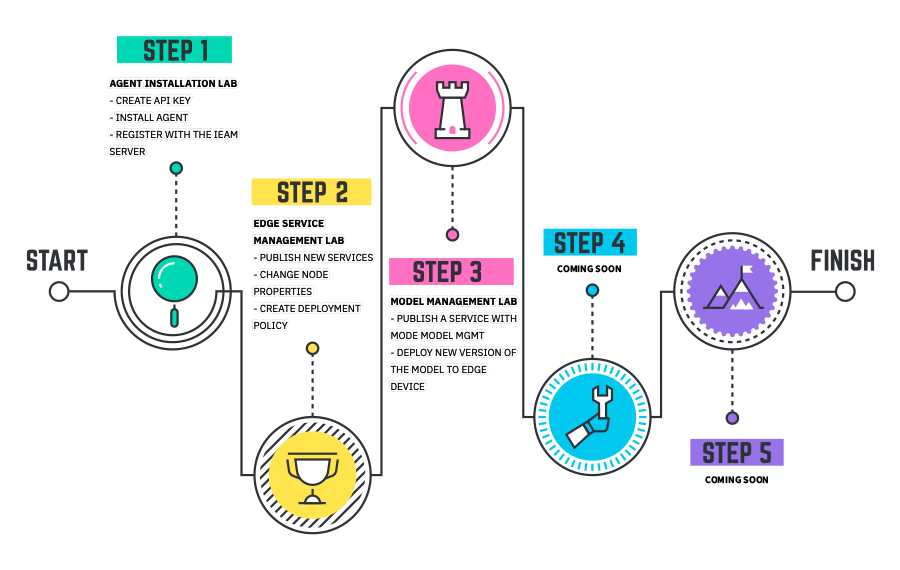 START
STEP 1
AGENT INSTALLATION LAB
- CREATE API KEY
- INSTALL AGENT
- REGISTER WITH THE IEAM
SERVER
STEP 2
EDGE SERVICE
MANAGEMENT LAB
- PUBLISH NEW SERVICES
- CHANGE NODE
PROPERTIES
- CREATE DEPLOYMENT
POLICY
STEP 3
MODEL MANAGEMENT LAB
- PUBLISH A SERVICE WITH
MODE MODEL MGMT
- DEPLOY NEW VERSION OF
THE MODEL TO EDGE
DEVICE
STEP 4
COMING SOON
STEP 5
COMING SOON
FINISH